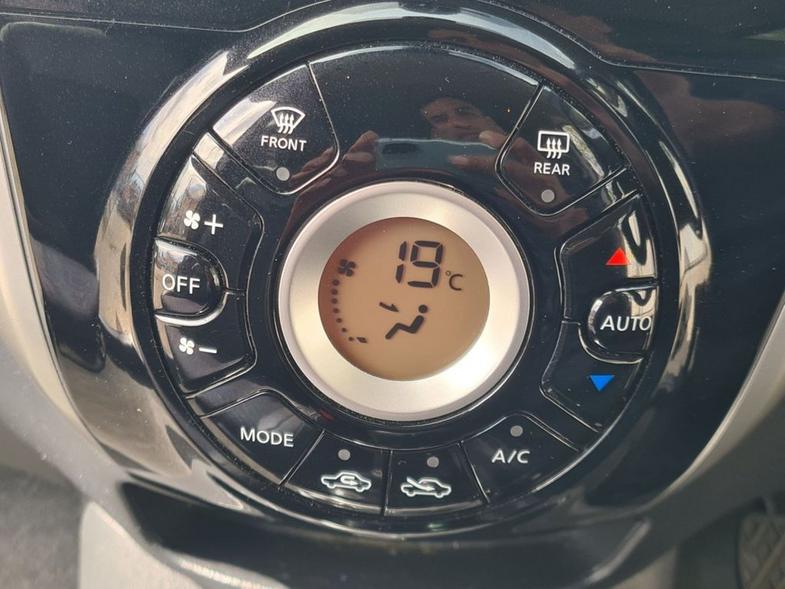 FRONT
REAR
+
OFF
19°C
AUTO
−
MODE
A/C